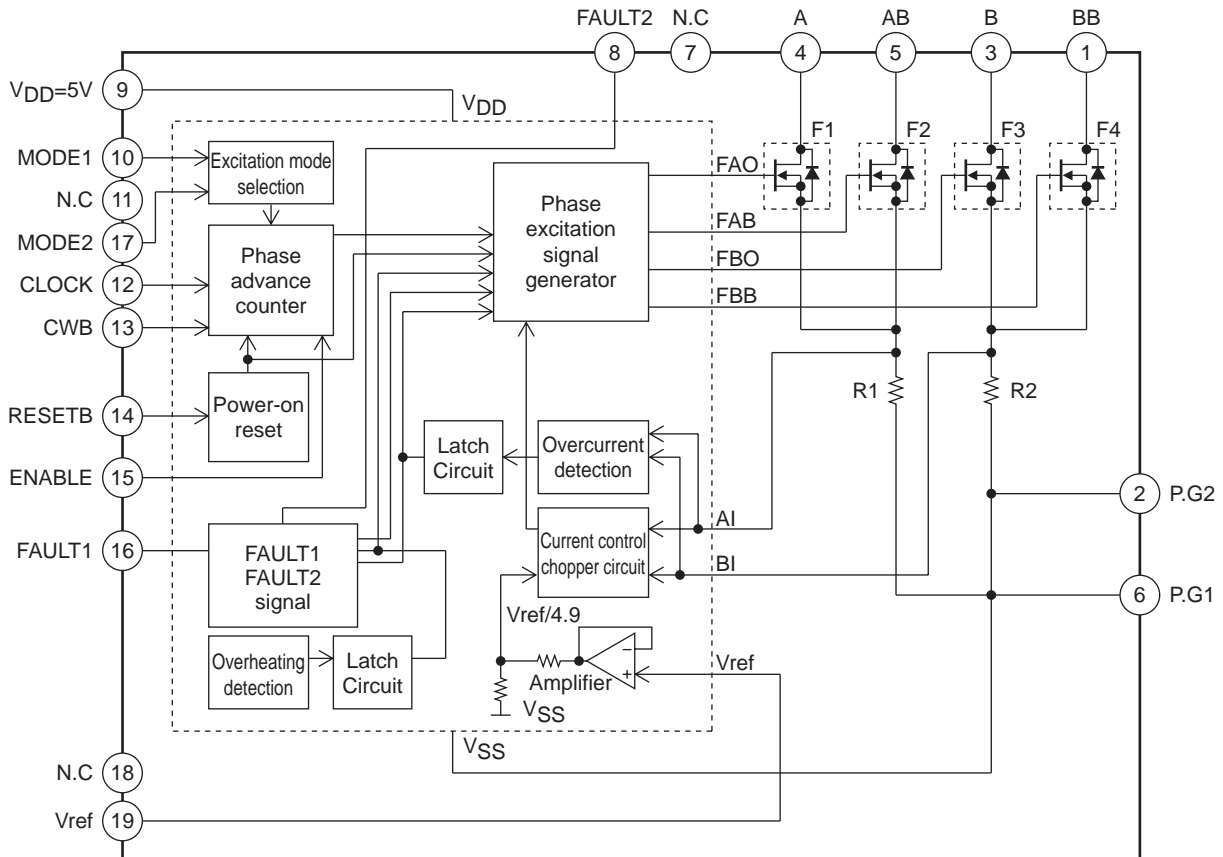 FAULT2 N.C A AB B BB
8 7 4 5 3 1
VDD=5V 9
VDD
MODE1 10
Excitation mode
selection
N.C 11
MODE2 17
Phase
advance
counter
CLOCK 12
CWB 13
Phase
excitation
signal
generator
F1 F2 F3 F4
FAO
FAB
FBO
FBB
RESETB 14
Power-on
reset
R1 R2
ENABLE 15
Latch
Circuit
Overcurrent
detection
2 P.G2
FAULT1 16
FAULT1
FAULT2
signal
Current control
chopper circuit
AI
BI
6 P.G1
Vref/4.9
Overheating
detection
Latch
Circuit
–
+
Amplifier
Vref
VSS
VSS
N.C 18
Vref 19